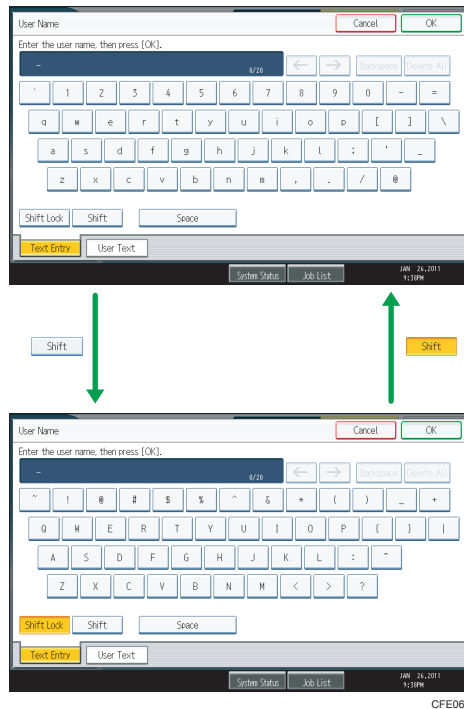 User Name Cancel OK
Enter the user name, then press [OK].
_ 0/20 ← → Backspace Delete All
` 1 2 3 4 5 6 7 8 9 0 - =
q w e r t y u i o p [ ] \
a s d f g h j k l ; ' _
z x c v b n m , . / @
Shift Lock Shift Space
Text Entry User Text
System Status Job List JAN 26,2011
9:30PM
Shift Shift
User Name Cancel OK
Enter the user name, then press [OK].
_ 0/20 ← → Backspace Delete All
~ ! @ # $ % ^ & * ( ) _ +
Q W E R T Y U I O P { } |
A S D F G H J K L : "
Z X C V B N M < > ?
Shift Lock Shift Space
Text Entry User Text
System Status Job List JAN 26,2011
9:30PM
CFE06